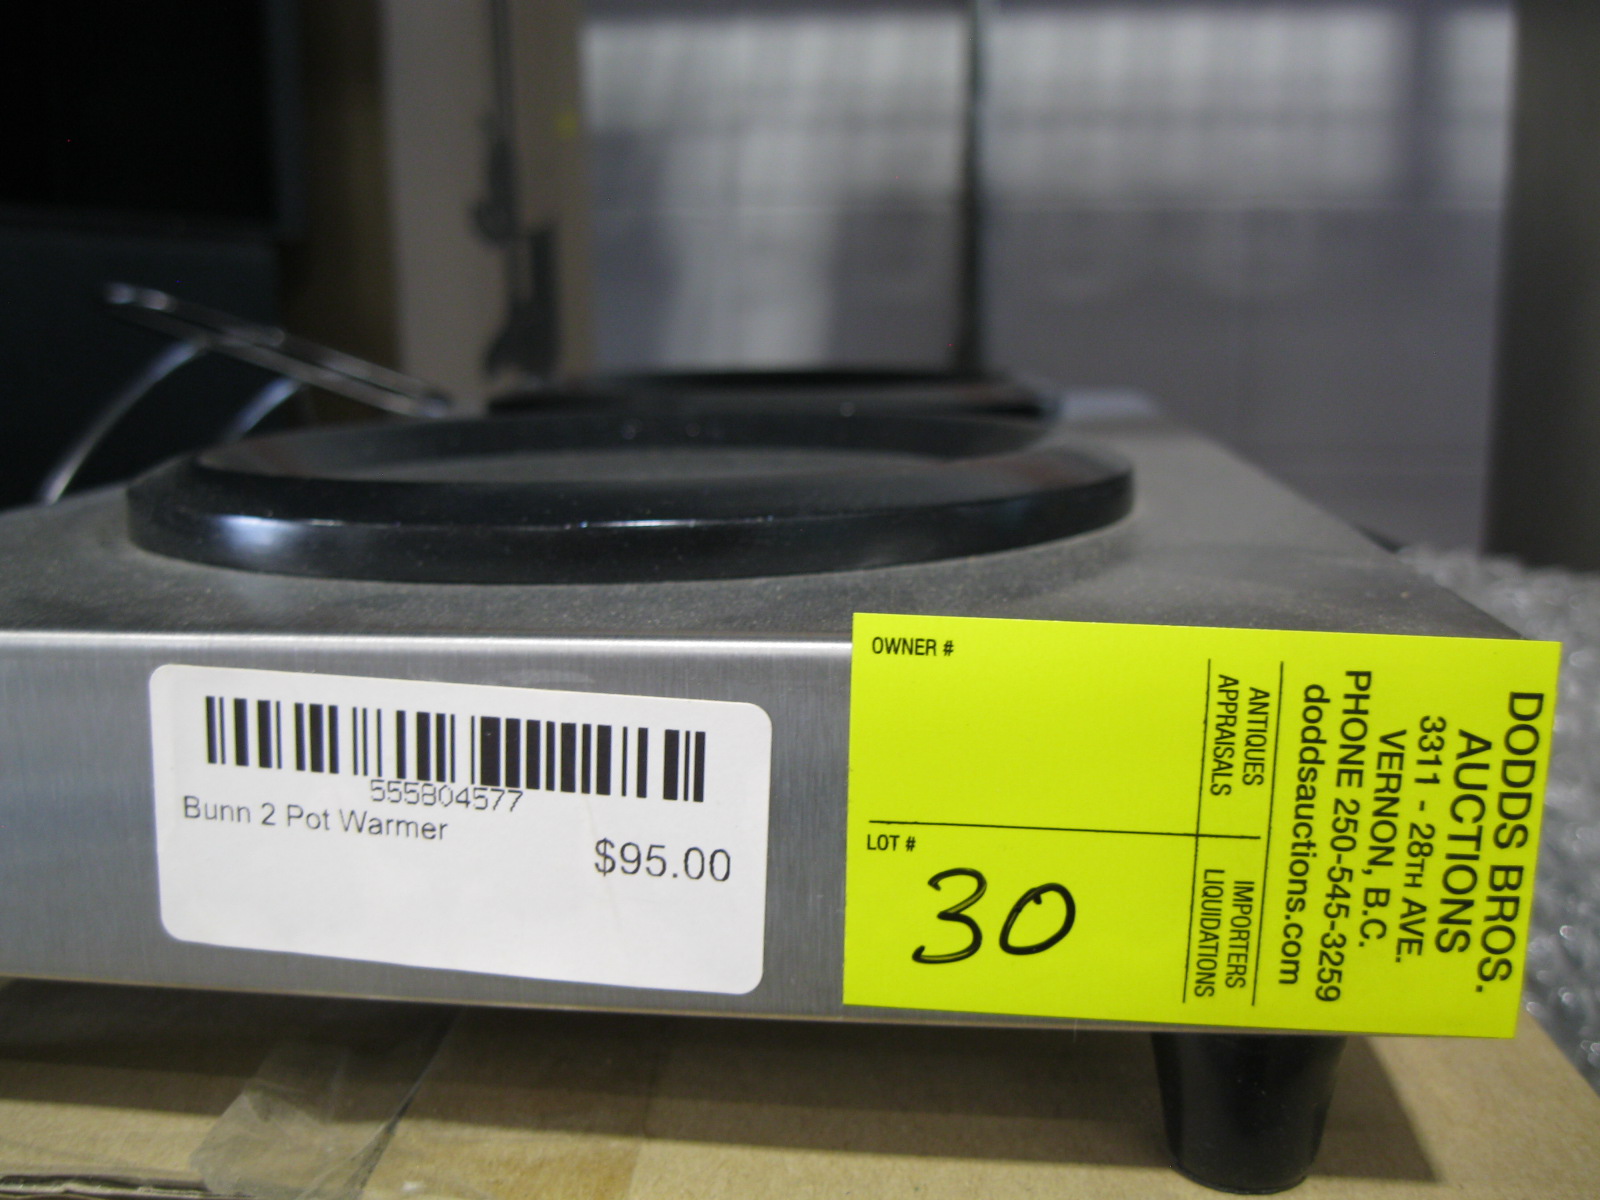 555804577
Bunn 2 Pot Warmer
$95.00
OWNER #
LOT #
30
ANTIQUES
APPRAISALS
IMPORTERS
LIQUIDATIONS
DODDS BROS.
AUCTIONS
3311 - 28TH AVE.
VERNON, B.C.
PHONE 250-545-3259
doddsauctions.com